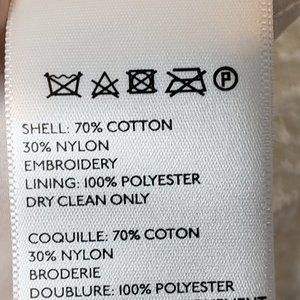 P
SHELL: 70% COTTON
30% NYLON
EMBROIDERY
LINING: 100% POLYESTER
DRY CLEAN ONLY
COQUILLE: 70% COTON
30% NYLON
BRODERIE
DOUBLURE: 100% POLYESTER